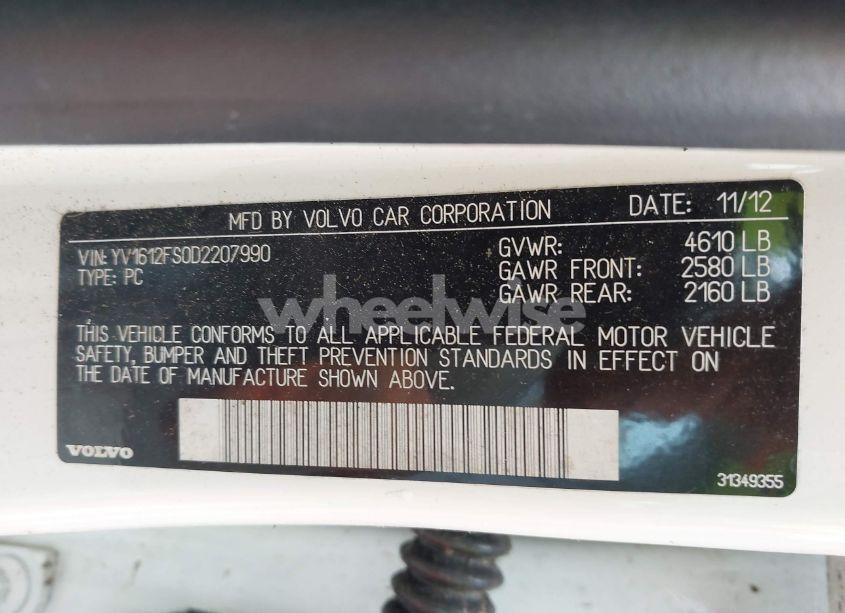 MFD BY VOLVO CAR CORPORATION DATE: 11/12
VIN: YV1612FS0D2207990
TYPE: PC
GVWR: 4610 LB
GAWR FRONT: 2580 LB
GAWR REAR: 2160 LB
wheelwise
THIS VEHICLE CONFORMS TO ALL APPLICABLE FEDERAL MOTOR VEHICLE
SAFETY, BUMPER AND THEFT PREVENTION STANDARDS IN EFFECT ON
THE DATE OF MANUFACTURE SHOWN ABOVE.
VOLVO
31349355